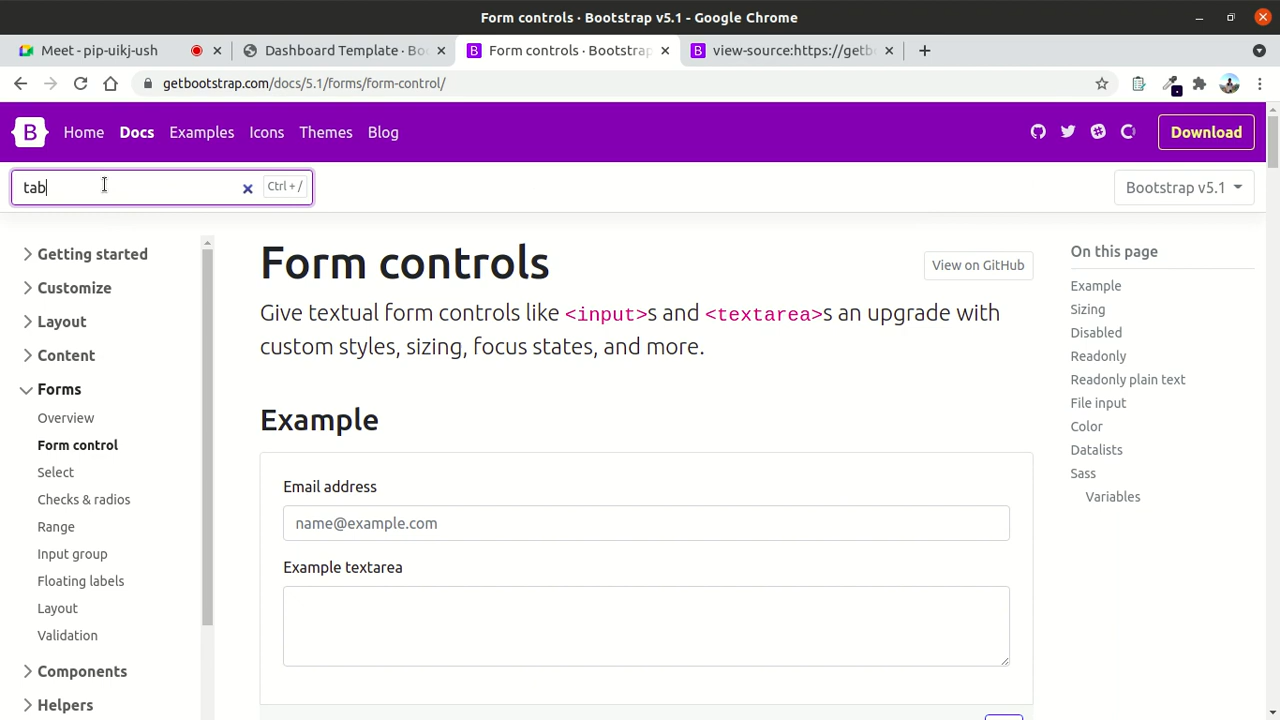 Form controls · Bootstrap v5.1 - Google Chrome
Meet - pip-uikj-ush
Dashboard Template · Bo
Form controls · Bootstrap
view-source:https://getb
getbootstrap.com/docs/5.1/forms/form-control/
B
Home
Docs
Examples
Icons
Themes
Blog
Download
tab
Ctrl + /
Bootstrap v5.1
Getting started
Customize
Layout
Content
Forms
Overview
Form control
Select
Checks & radios
Range
Input group
Floating labels
Layout
Validation
Components
Helpers
Form controls
View on GitHub
Give textual form controls like <input>s and <textarea>s an upgrade with
custom styles, sizing, focus states, and more.
Example
Email address
name@example.com
Example textarea
On this page
Example
Sizing
Disabled
Readonly
Readonly plain text
File input
Color
Datalists
Sass
Variables